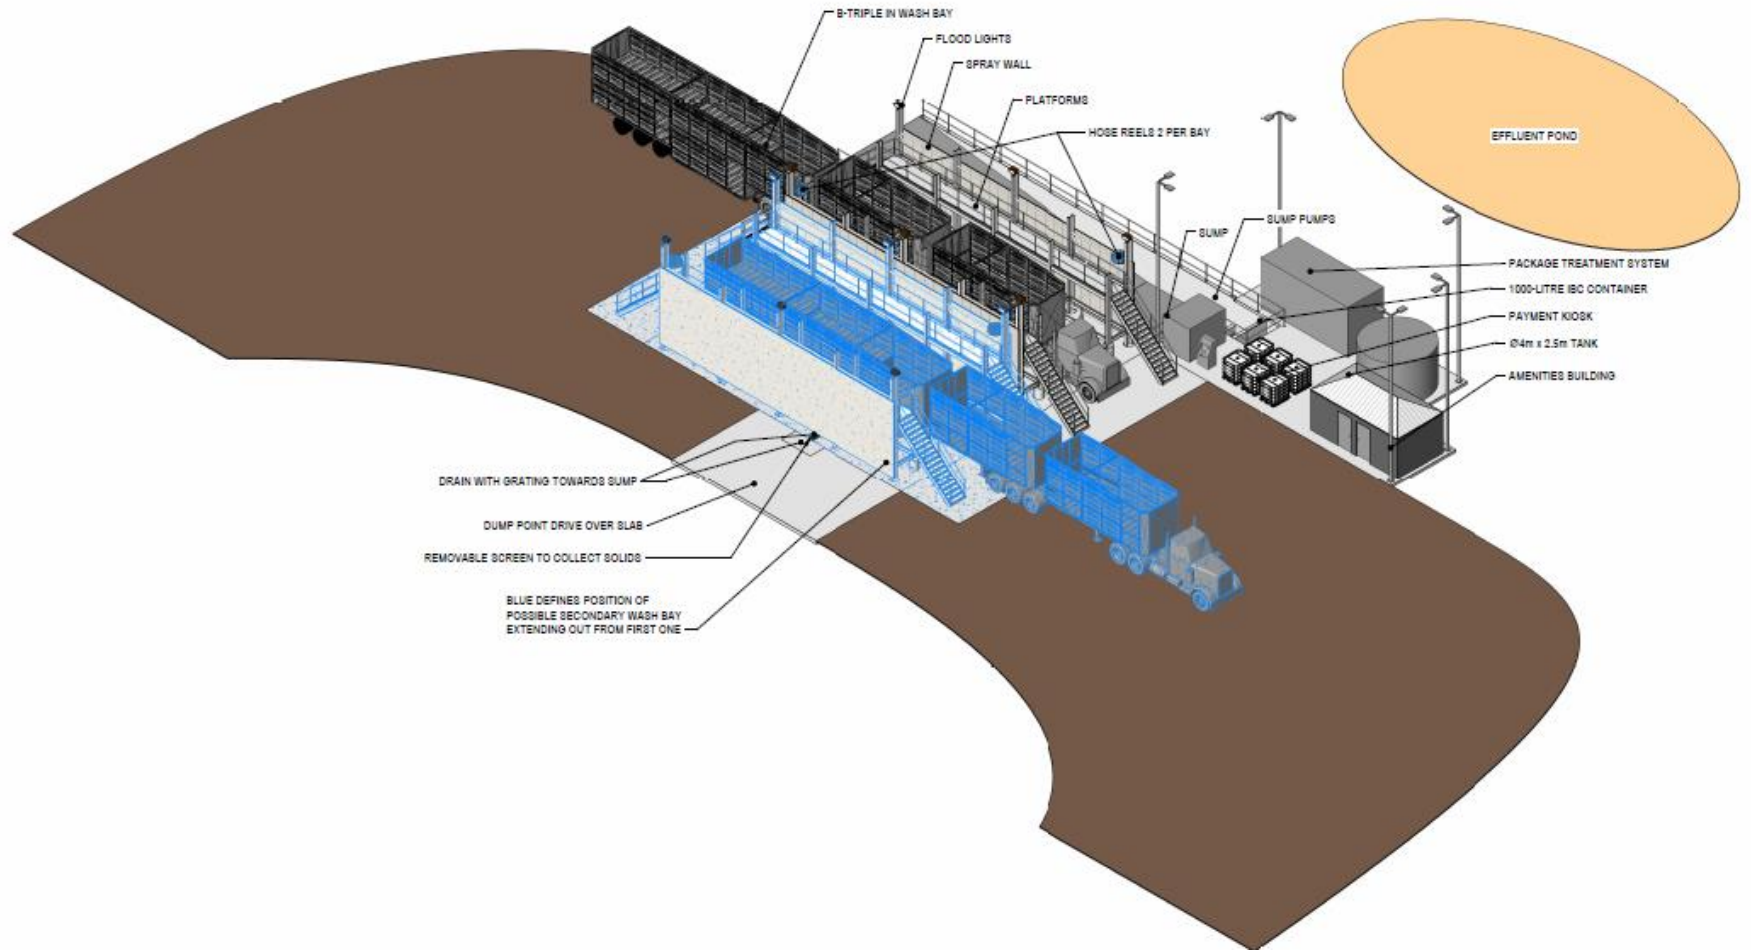 B-TRIPLE IN WASH BAY
FLOOD LIGHTS
SPRAY WALL
PLATFORMS
HOSE REELS 2 PER BAY
EFFLUENT POND
SUMP PUMPS
SUMP
PACKAGE TREATMENT SYSTEM
1000-LITRE IBC CONTAINER
PAYMENT KIOSK
Ø4m x 2.5m TANK
AMENITIES BUILDING
DRAIN WITH GRATING TOWARDS SUMP
DUMP POINT DRIVE OVER SLAB
REMOVABLE SCREEN TO COLLECT SOLIDS
BLUE DEFINES POSITION OF
POSSIBLE SECONDARY WASH BAY
EXTENDING OUT FROM FIRST ONE